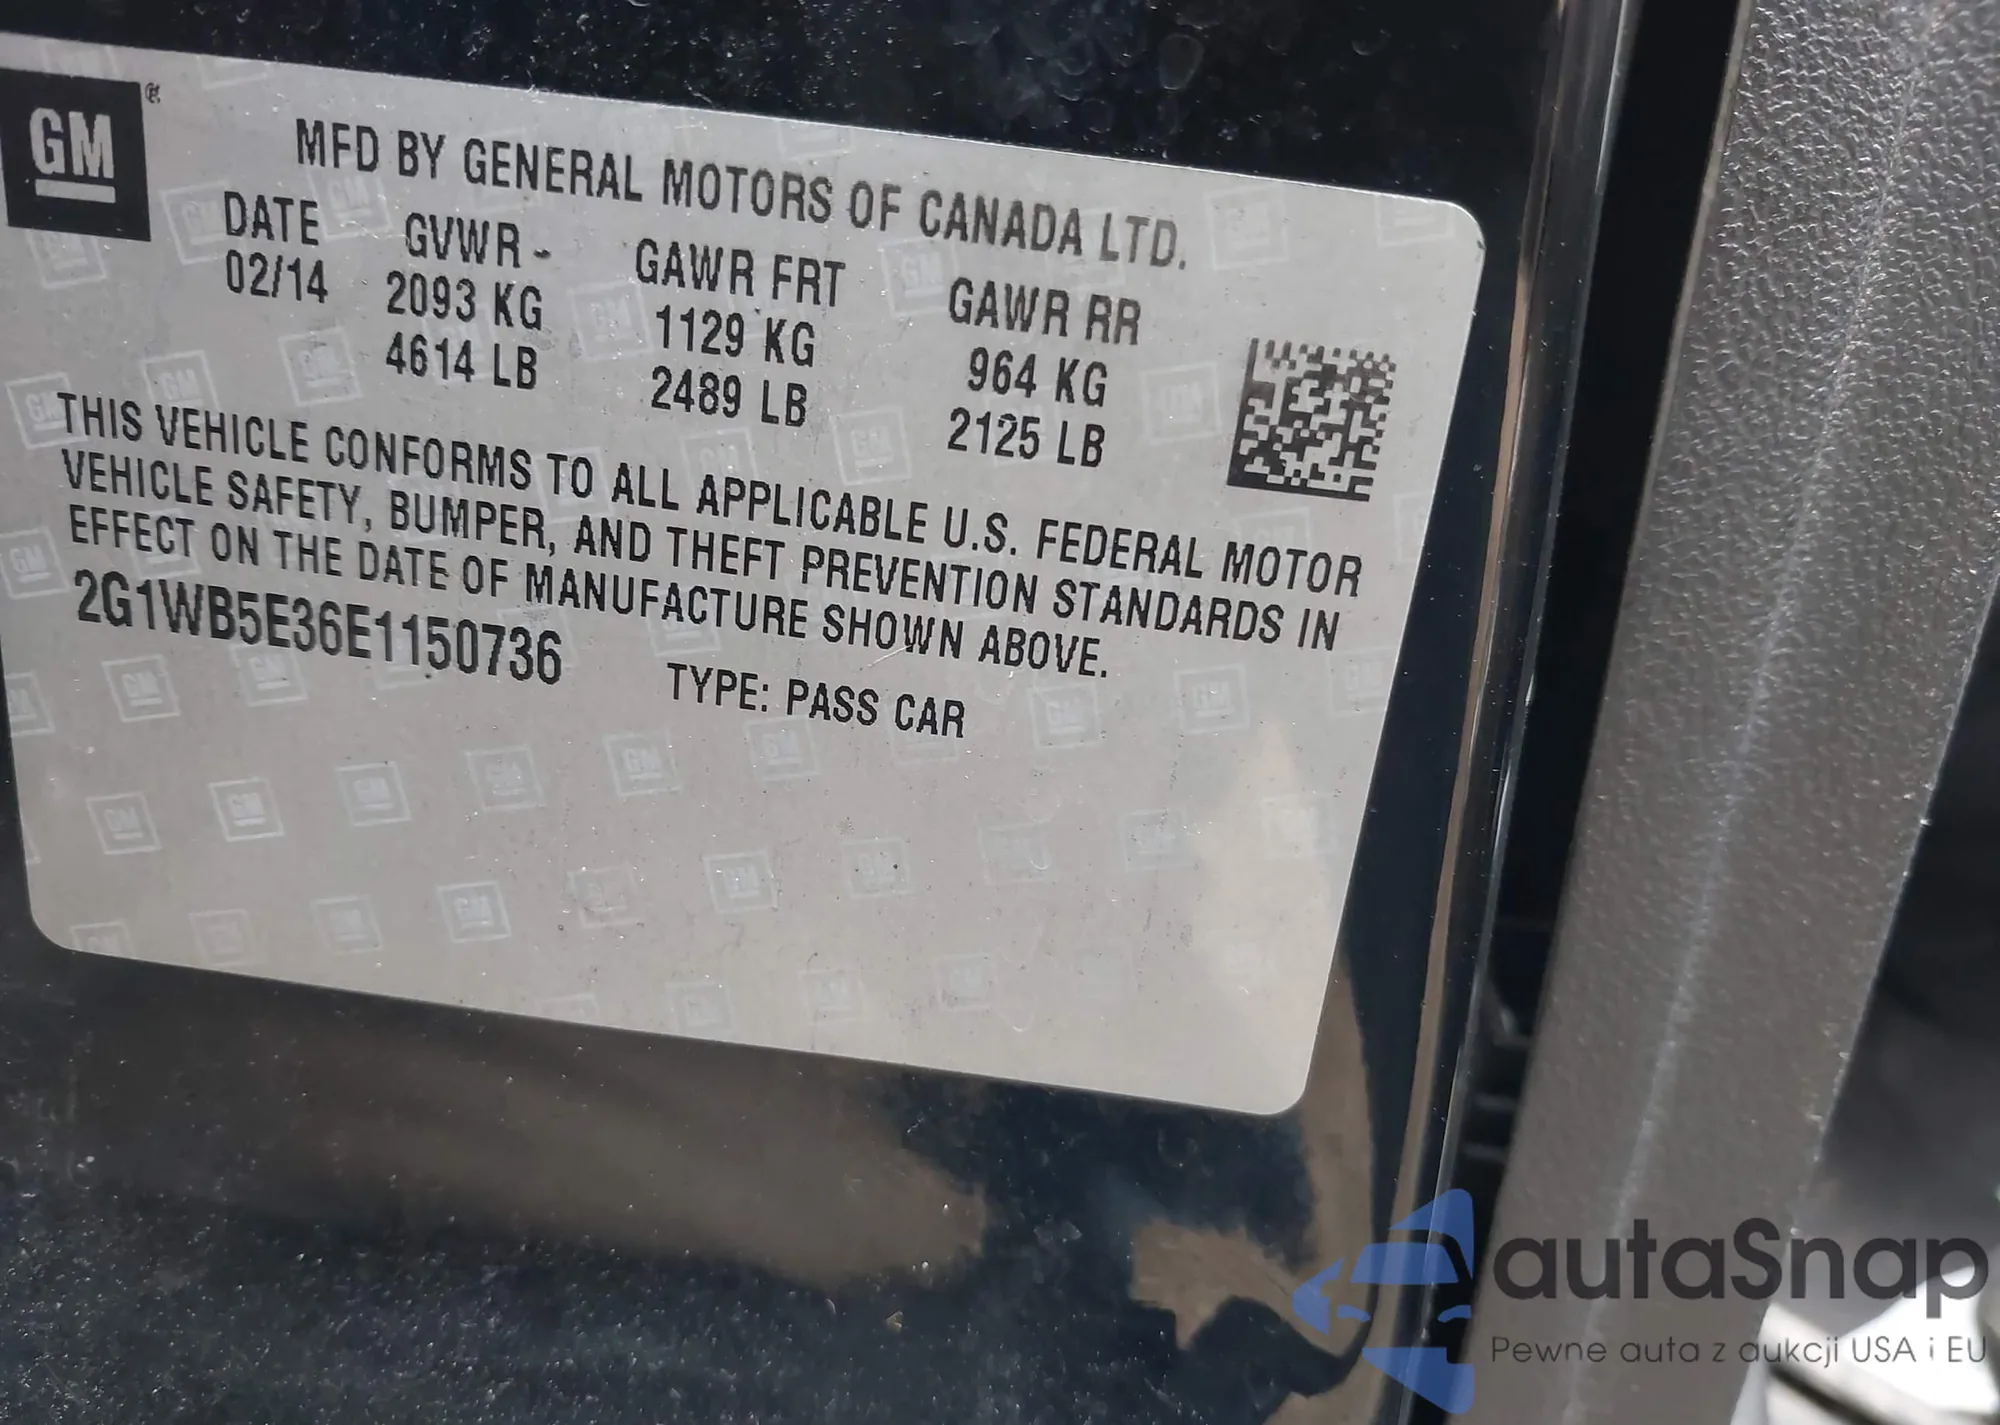 GM ®
MFD BY GENERAL MOTORS OF CANADA LTD.
DATE GVWR - GAWR FRT GAWR RR
02/14 2093 KG 1129 KG 964 KG
4614 LB 2489 LB 2125 LB
THIS VEHICLE CONFORMS TO ALL APPLICABLE U.S. FEDERAL MOTOR
VEHICLE SAFETY, BUMPER, AND THEFT PREVENTION STANDARDS IN
EFFECT ON THE DATE OF MANUFACTURE SHOWN ABOVE.
2G1WB5E36E1150736 TYPE: PASS CAR
autaSnap
Pewne auta z aukcji USA i EU